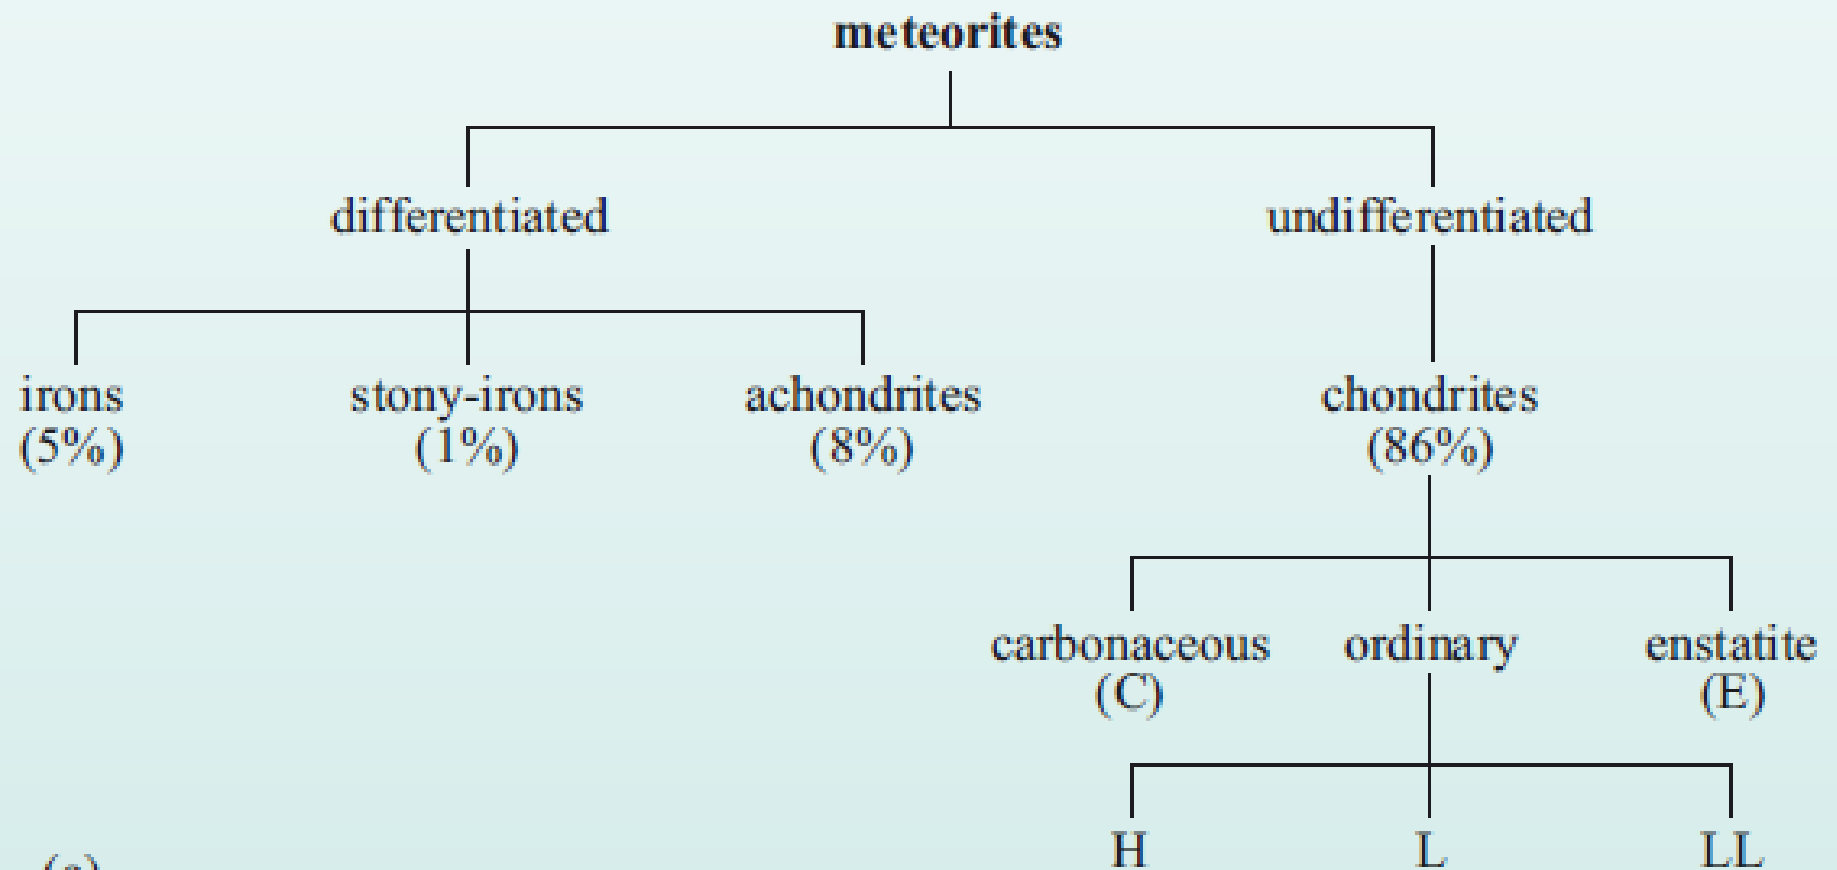 meteorites
differentiated undifferentiated
irons stony-irons achondrites chondrites
(5%) (1%) (8%) (86%)
carbonaceous ordinary enstatite
(C) (E)
H L LL